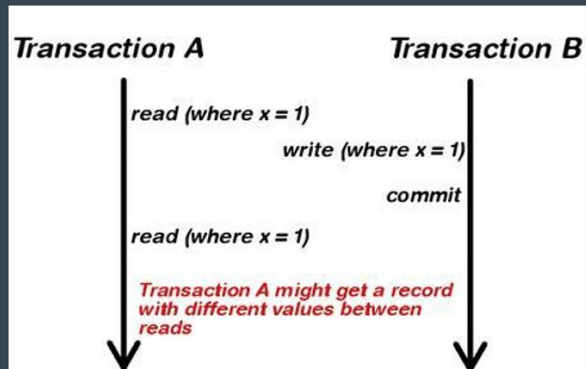 Transaction A
Transaction B
read (where x = 1)
write (where x = 1)
commit
read (where x = 1)
Transaction A might get a record
with different values between
reads